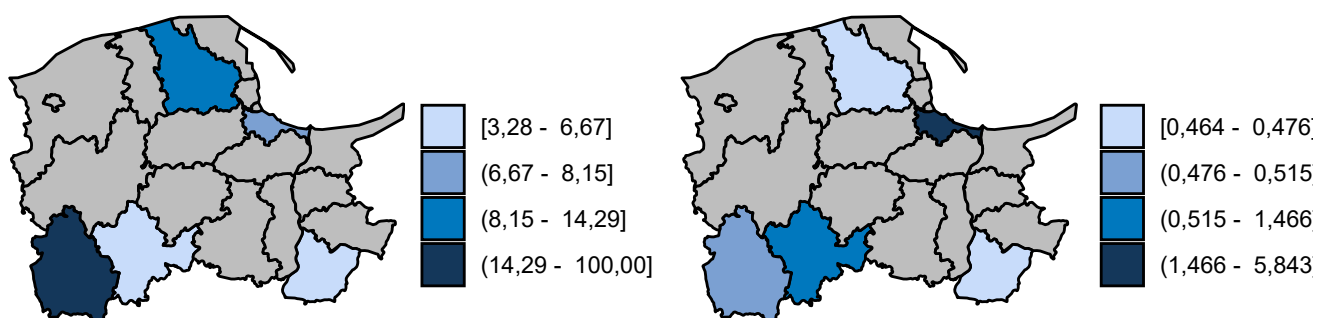 [3,28 - 6,67]
(6,67 - 8,15]
(8,15 - 14,29]
(14,29 - 100,00]
[0,464 - 0,476]
(0,476 - 0,515]
(0,515 - 1,466]
(1,466 - 5,843]